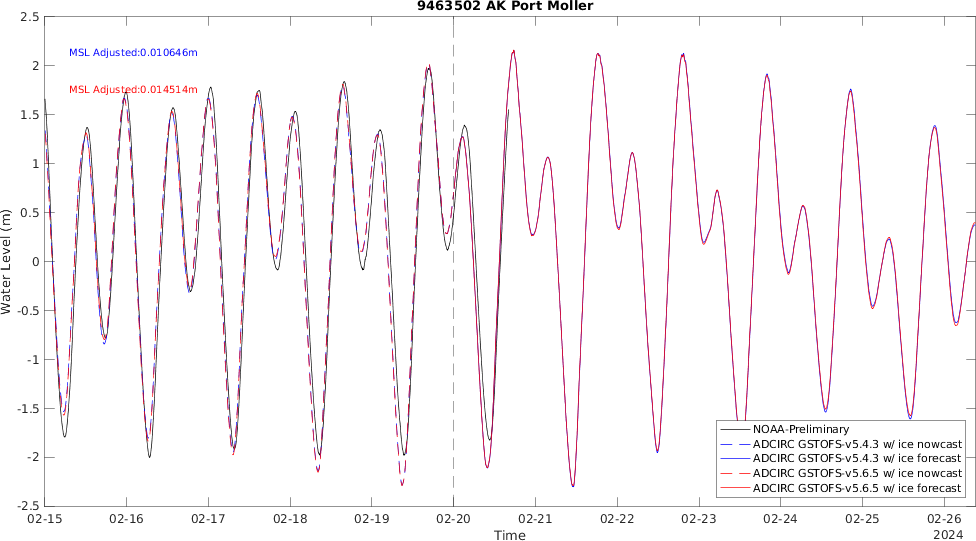 9463502 AK Port Moller
MSL Adjusted:0.010646m
MSL Adjusted:0.014514m
Water Level (m)
2.5
2
1.5
1
0.5
0
-0.5
-1
-1.5
-2
-2.5
NOAA-Preliminary
ADCIRC GSTOFS-v5.4.3 w/ ice nowcast
ADCIRC GSTOFS-v5.4.3 w/ ice forecast
ADCIRC GSTOFS-v5.6.5 w/ ice nowcast
ADCIRC GSTOFS-v5.6.5 w/ ice forecast
02-15 02-16 02-17 02-18 02-19 02-20 02-21 02-22 02-23 02-24 02-25 02-26
Time
2024